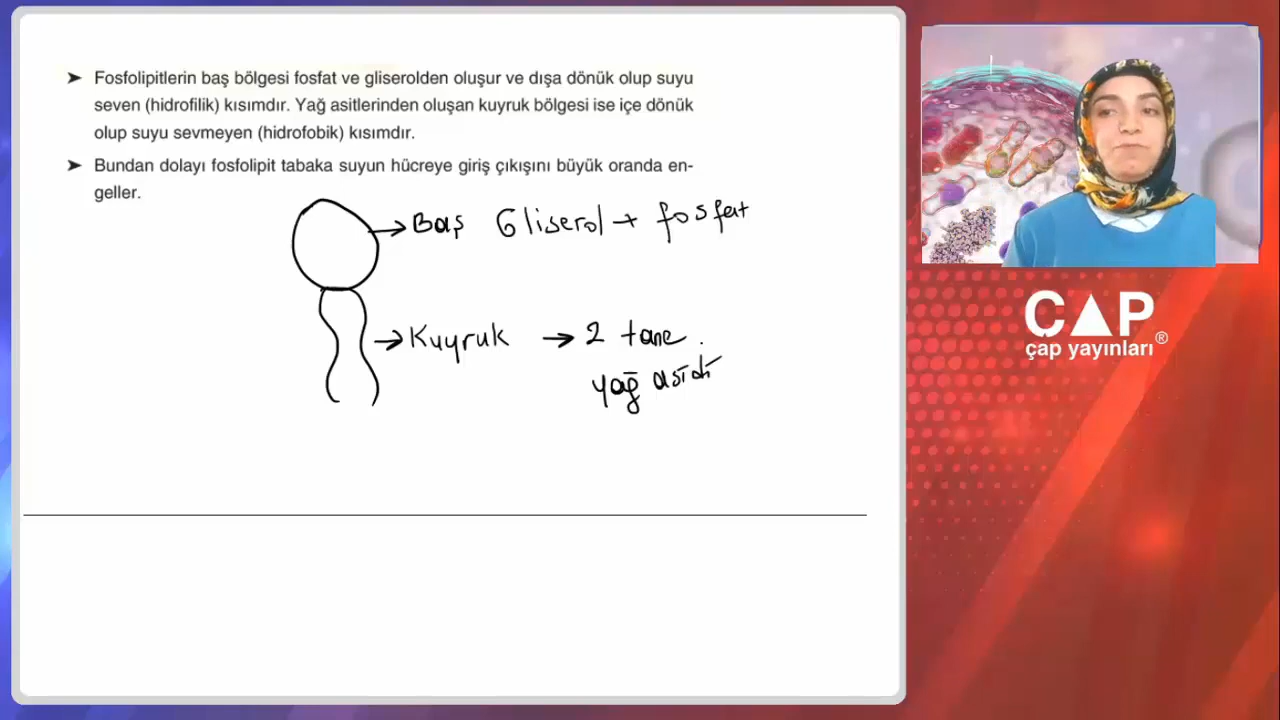 ➤ Fosfolipitlerin baş bölgesi fosfat ve gliserolden oluşur ve dışa dönük olup suyu
seven (hidrofilik) kısımdır. Yağ asitlerinden oluşan kuyruk bölgesi ise içe dönük
olup suyu sevmeyen (hidrofobik) kısımdır.
➤ Bundan dolayı fosfolipit tabaka suyun hücreye giriş çıkışını büyük oranda en-
geller.
→ Baş Gliserol + fosfat
→ Kuyruk → 2 tane
yağ asidi
ÇAP
çap yayınları®